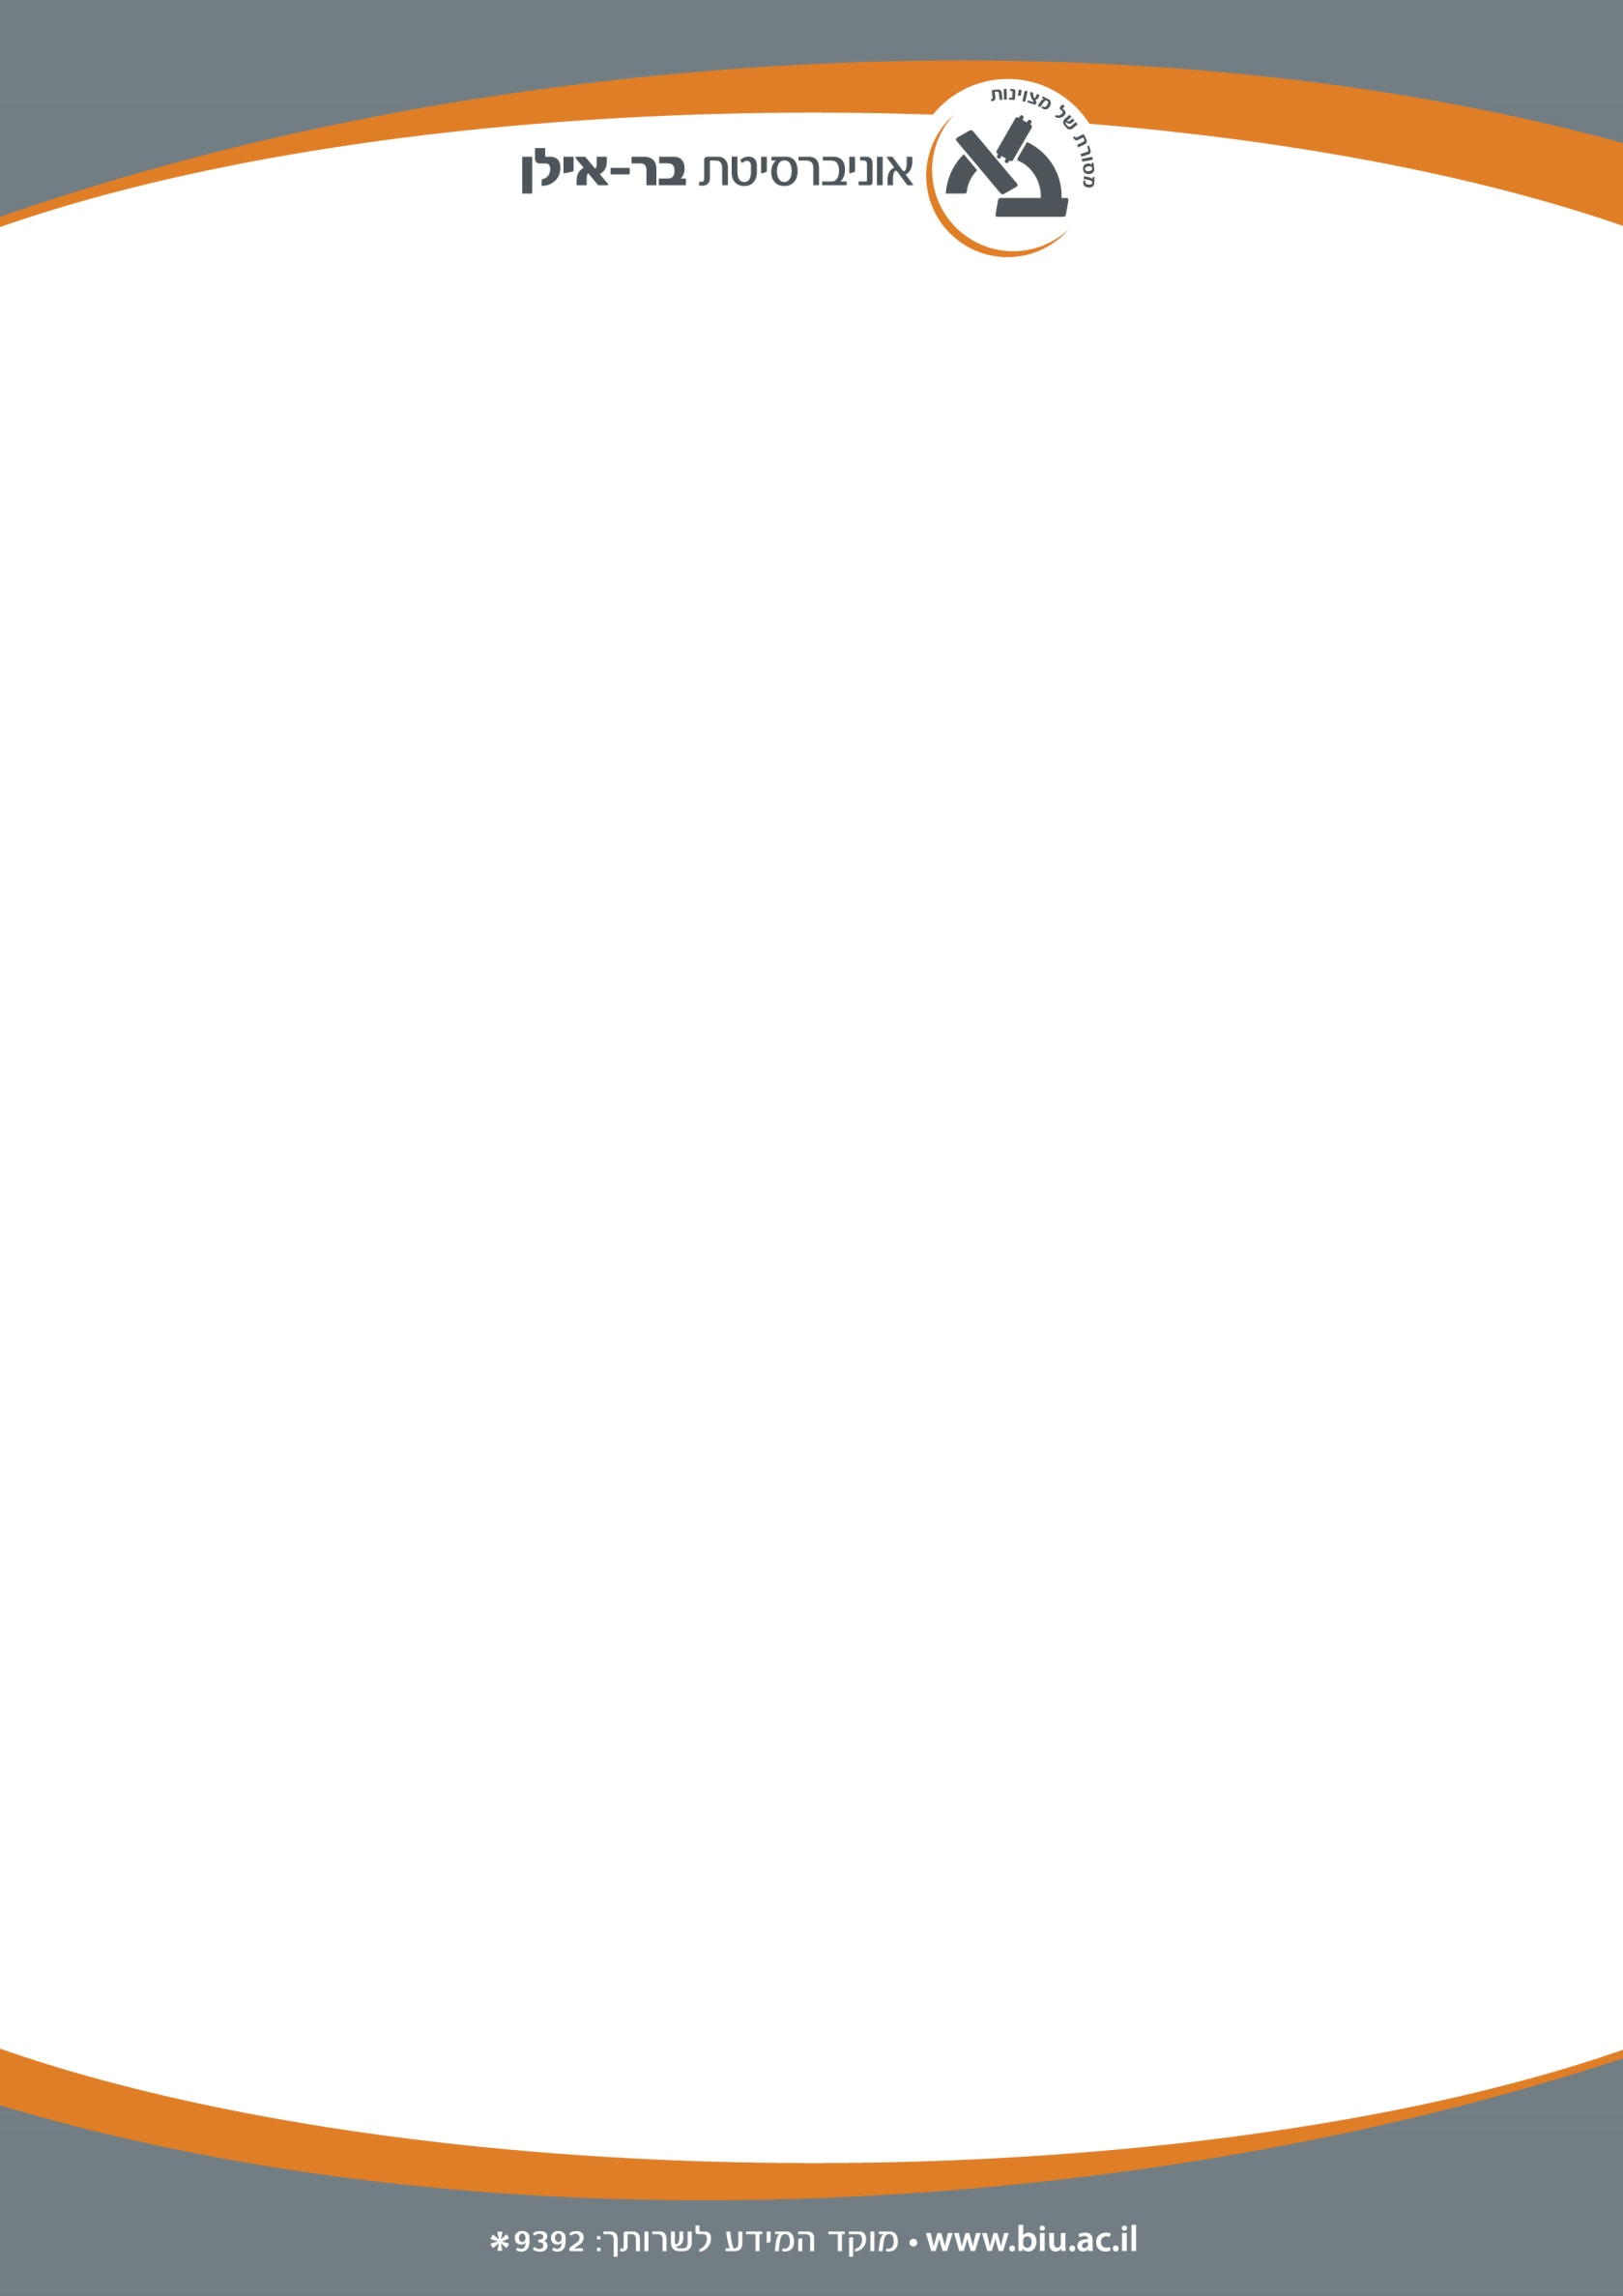 מסורת של מצוינות
אוניברסיטת בר-אילן
www.biu.ac.il • מוקד המידע לשרותך: 9392*